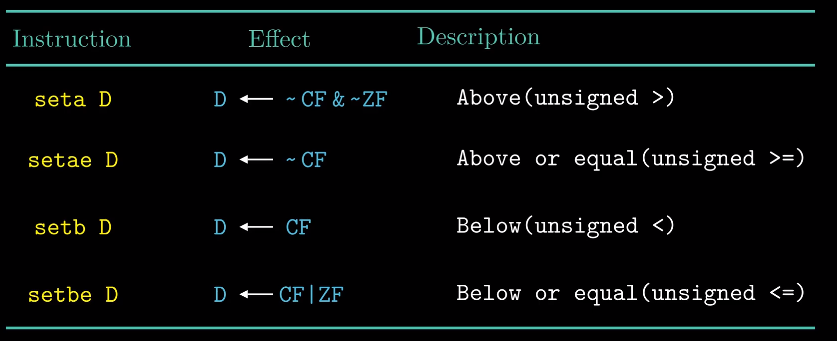 Instruction Effect Description
seta D D ⟵ ~CF & ~ZF Above(unsigned >)
setae D D ⟵ ~CF Above or equal(unsigned >=)
setb D D ⟵ CF Below(unsigned <)
setbe D D ⟵ CF|ZF Below or equal(unsigned <=)